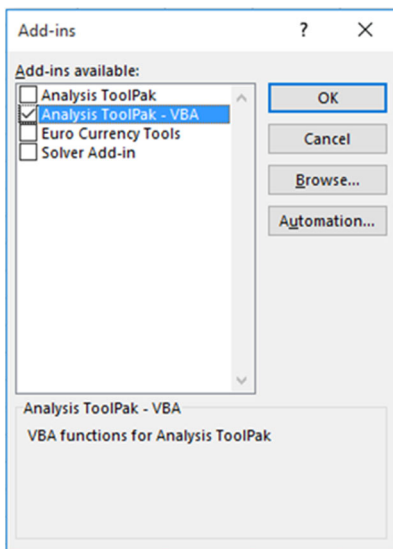 Add-ins ?
Add-ins available:
Analysis ToolPak
Analysis ToolPak - VBA
Euro Currency Tools
Solver Add-in
OK
Cancel
Browse...
Automation...
Analysis ToolPak - VBA
VBA functions for Analysis ToolPak